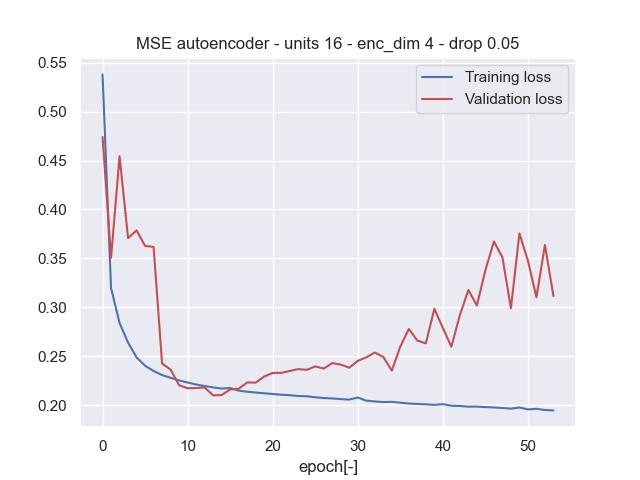 MSE autoencoder - units 16 - enc_dim 4 - drop 0.05
Training loss
Validation loss
0.55
0.50
0.45
0.40
0.35
0.30
0.25
0.20
0 10 20 30 40 50
epoch[-]